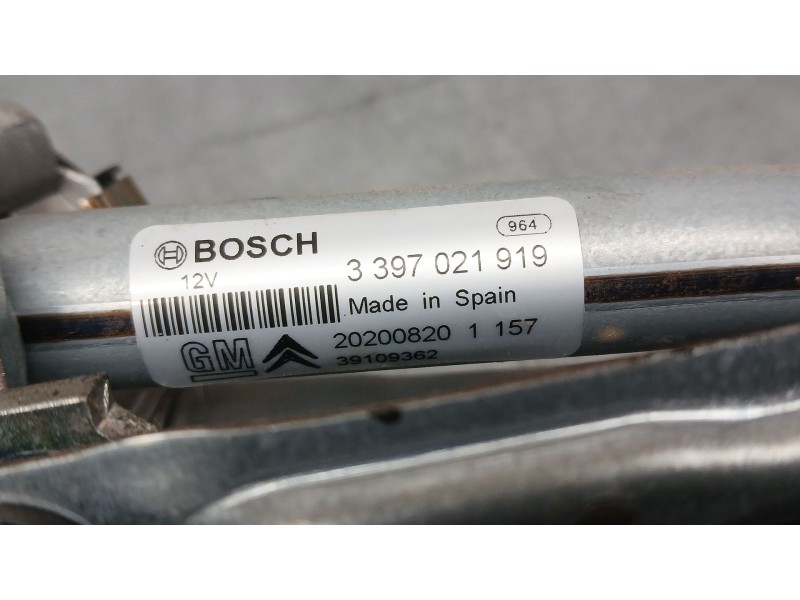 964
BOSCH
12V
3 397 021 919
Made in Spain
GM
20200820 1 157
39109362